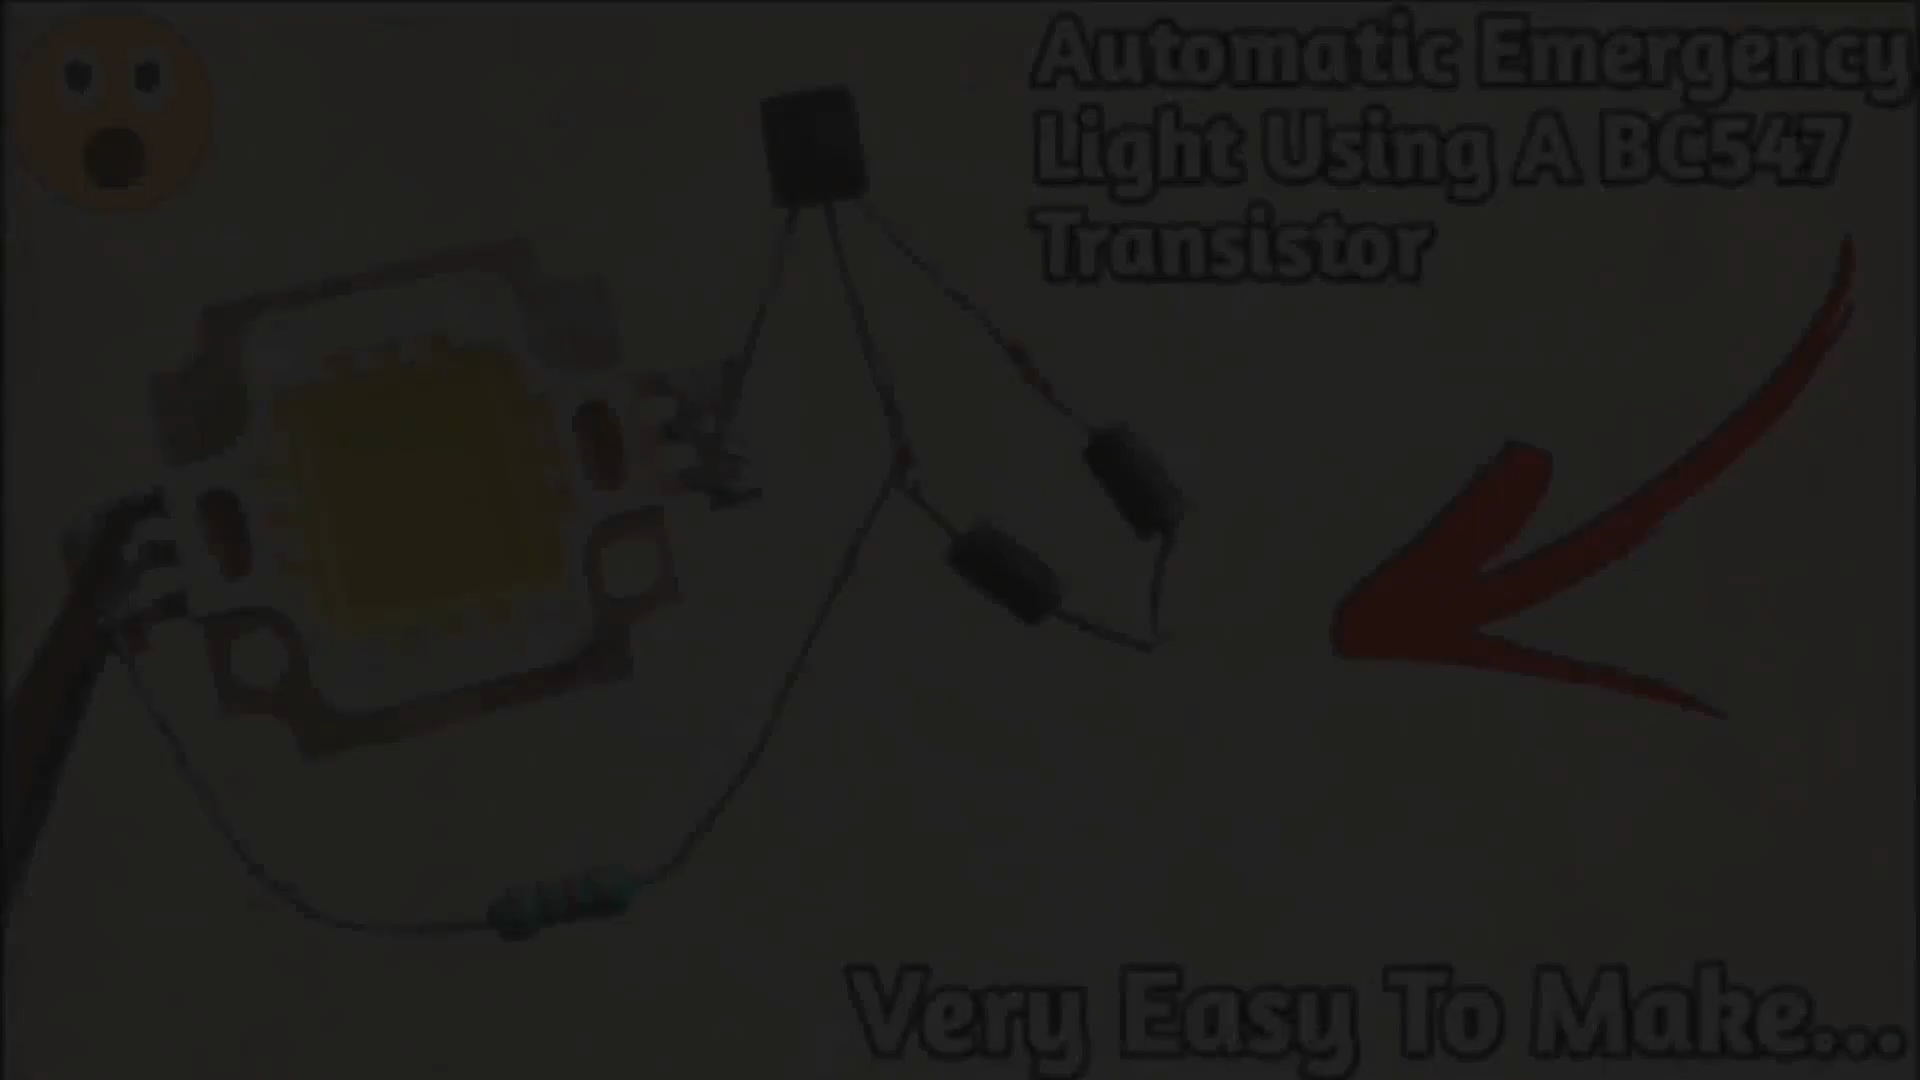 Automatic Emergency
Light Using A BC547
Transistor
Very Easy To Make...